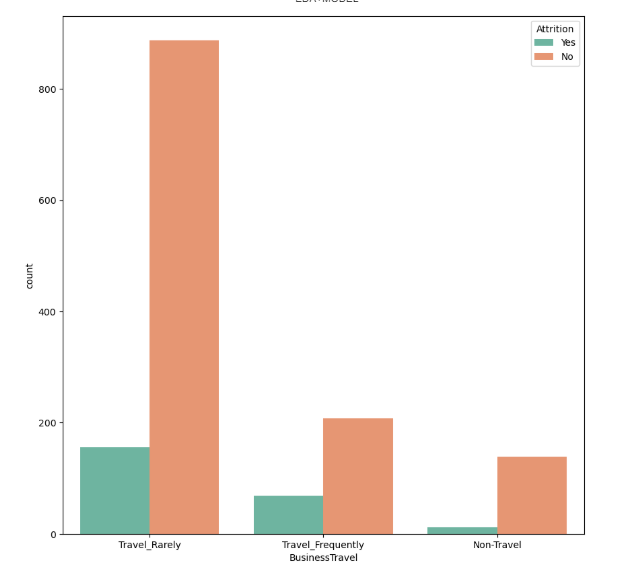 Attrition
Yes
No
800
600
400
200
0
count
Travel_Rarely
Travel_Frequently
Non-Travel
BusinessTravel